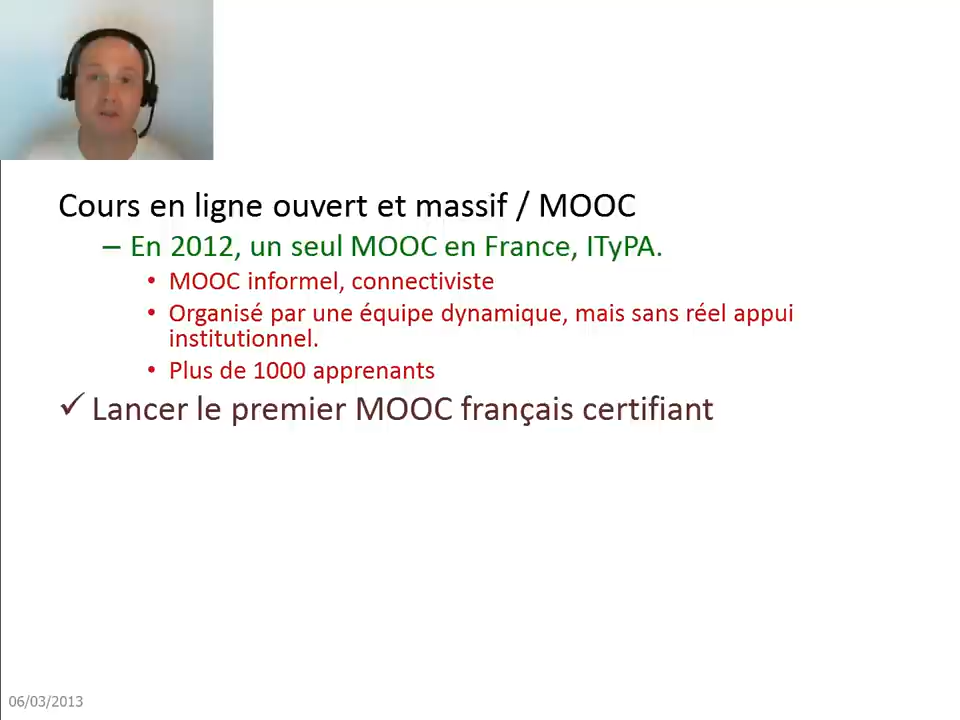 Cours en ligne ouvert et massif / MOOC
– En 2012, un seul MOOC en France, ITyPA.
• MOOC informel, connectiviste
• Organisé par une équipe dynamique, mais sans réel appui
institutionnel.
• Plus de 1000 apprenants
✓ Lancer le premier MOOC français certifiant
06/03/2013